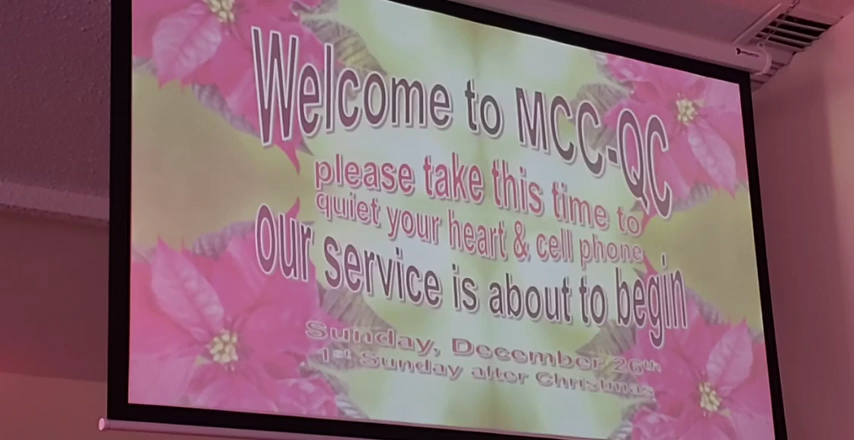 Welcome to MCC-QC
please take this time to
quiet your heart & cell phone
our service is about to begin
Sunday, December 26th
1st Sunday after Christmas